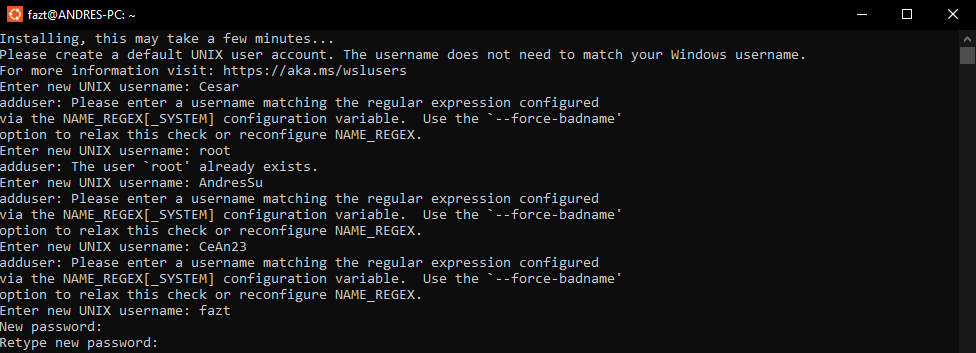 fazt@ANDRES-PC: ~
Installing, this may take a few minutes...
Please create a default UNIX user account. The username does not need to match your Windows username.
For more information visit: https://aka.ms/wslusers
Enter new UNIX username: Cesar
adduser: Please enter a username matching the regular expression configured
via the NAME_REGEX[_SYSTEM] configuration variable.  Use the `--force-badname'
option to relax this check or reconfigure NAME_REGEX.
Enter new UNIX username: root
adduser: The user `root' already exists.
Enter new UNIX username: AndresSu
adduser: Please enter a username matching the regular expression configured
via the NAME_REGEX[_SYSTEM] configuration variable.  Use the `--force-badname'
option to relax this check or reconfigure NAME_REGEX.
Enter new UNIX username: CeAn23
adduser: Please enter a username matching the regular expression configured
via the NAME_REGEX[_SYSTEM] configuration variable.  Use the `--force-badname'
option to relax this check or reconfigure NAME_REGEX.
Enter new UNIX username: fazt
New password:
Retype new password: